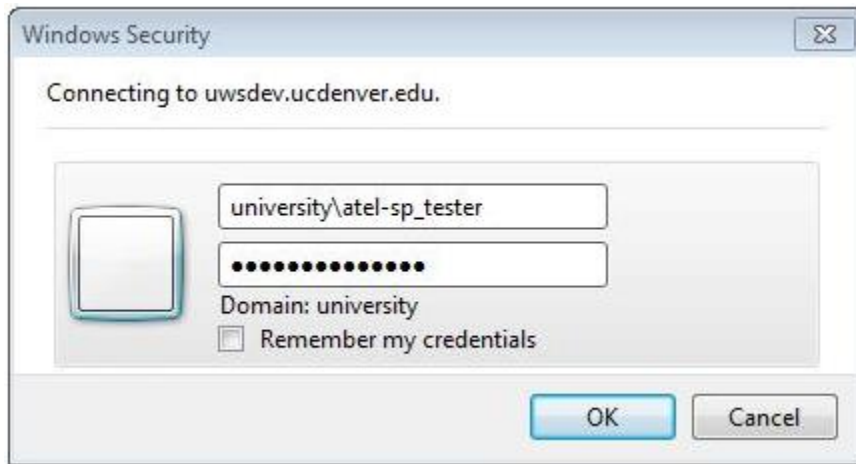 Windows Security
Connecting to uwsdev.ucdenver.edu.
university\atel-sp_tester
●●●●●●●●●●●●●●
Domain: university
Remember my credentials
OK
Cancel